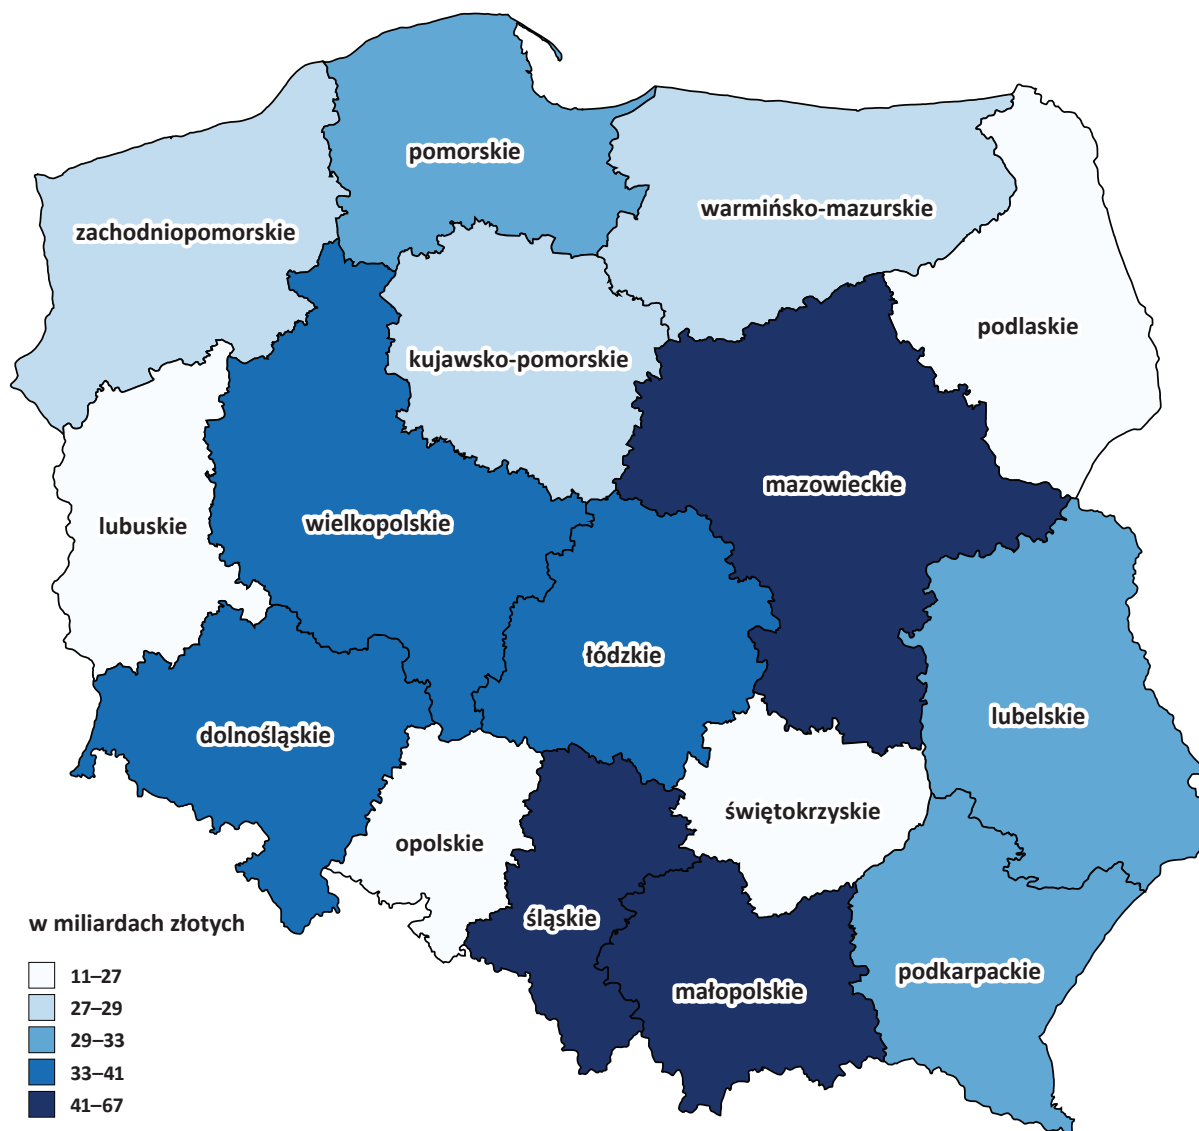 pomorskie
warmińsko-mazurskie
zachodniopomorskie
podlaskie
kujawsko-pomorskie
mazowieckie
lubuskie
wielkopolskie
łódzkie
lubelskie
dolnośląskie
świętokrzyskie
opolskie
śląskie
podkarpackie
małopolskie
w miliardach złotych
11–27
27–29
29–33
33–41
41–67